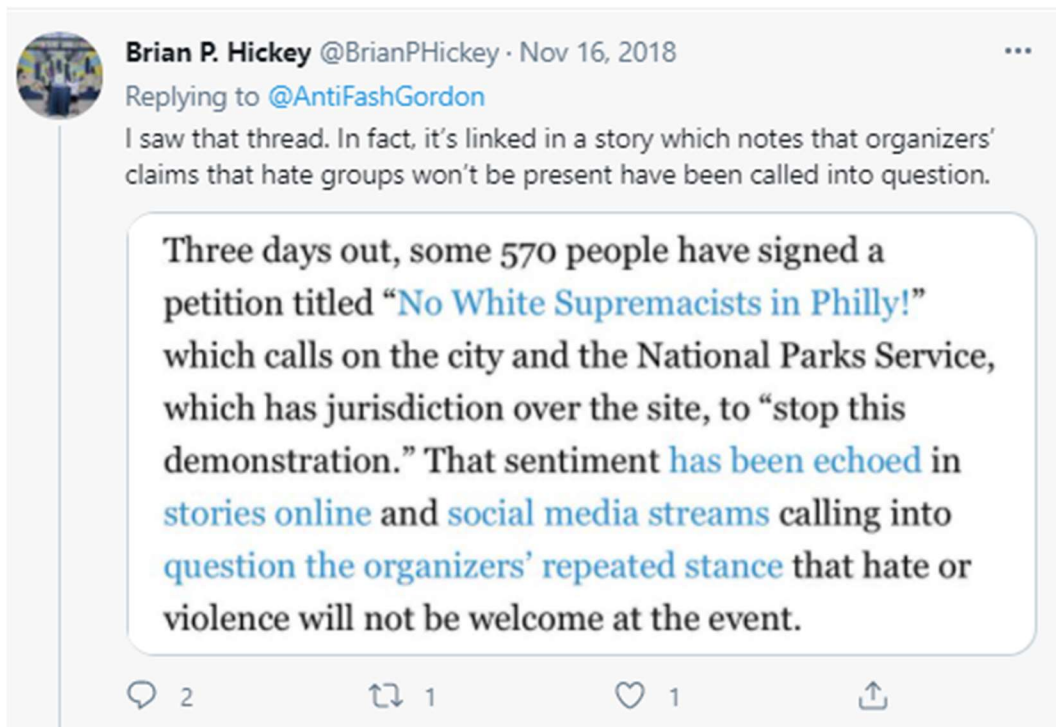 Brian P. Hickey @BrianPHickey · Nov 16, 2018
Replying to @AntiFashGordon
I saw that thread. In fact, it’s linked in a story which notes that organizers’
claims that hate groups won’t be present have been called into question.
Three days out, some 570 people have signed a
petition titled “No White Supremacists in Philly!”
which calls on the city and the National Parks Service,
which has jurisdiction over the site, to “stop this
demonstration.” That sentiment has been echoed in
stories online and social media streams calling into
question the organizers’ repeated stance that hate or
violence will not be welcome at the event.
2 1 1